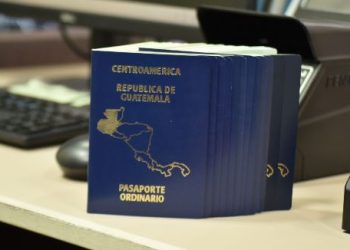 CENTROAMERICA
REPUBLICA DE
GUATEMALA
PASAPORTE
ORDINARIO